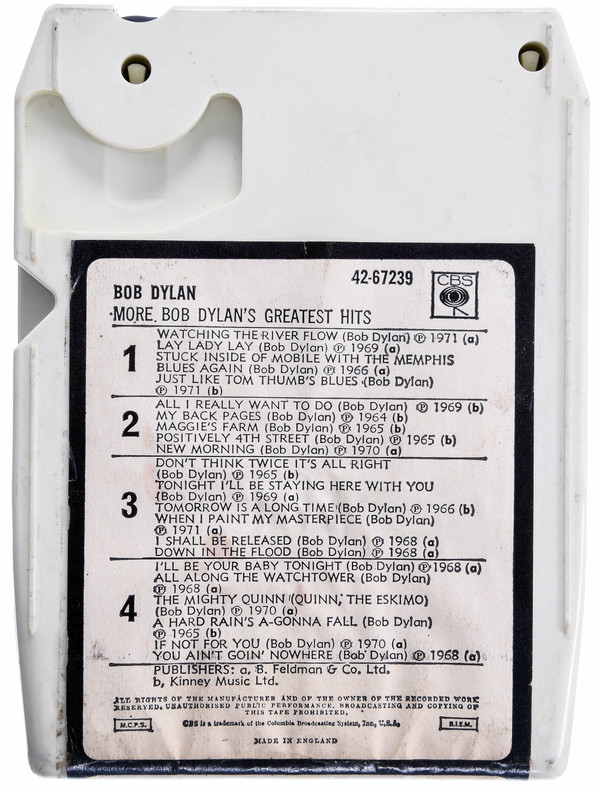 42-67239
CBS
BOB DYLAN
MORE BOB DYLAN'S GREATEST HITS
1
WATCHING THE RIVER FLOW (Bob Dylan) ℗ 1971 (a)
LAY LADY LAY (Bob Dylan) ℗ 1969 (a)
STUCK INSIDE OF MOBILE WITH THE MEMPHIS
BLUES AGAIN (Bob Dylan) ℗ 1966 (a)
JUST LIKE TOM THUMB'S BLUES (Bob Dylan)
℗ 1971 (b)
2
ALL I REALLY WANT TO DO (Bob Dylan) ℗ 1969 (b)
MY BACK PAGES (Bob Dylan) ℗ 1964 (b)
MAGGIE'S FARM (Bob Dylan) ℗ 1965 (b)
POSITIVELY 4TH STREET (Bob Dylan) ℗ 1965 (b)
NEW MORNING (Bob Dylan) ℗ 1970 (a)
3
DON'T THINK TWICE IT'S ALL RIGHT
(Bob Dylan) ℗ 1965 (b)
TONIGHT I'LL BE STAYING HERE WITH YOU
(Bob Dylan) ℗ 1969 (a)
TOMORROW IS A LONG TIME (Bob Dylan) ℗ 1966 (b)
WHEN I PAINT MY MASTERPIECE (Bob Dylan)
℗ 1971 (a)
I SHALL BE RELEASED (Bob Dylan) ℗ 1968 (a)
DOWN IN THE FLOOD (Bob Dylan) ℗ 1968 (a)
4
I'LL BE YOUR BABY TONIGHT (Bob Dylan) ℗ 1968 (a)
ALL ALONG THE WATCHTOWER (Bob Dylan)
℗ 1968 (a)
THE MIGHTY QUINN (QUINN, THE ESKIMO)
(Bob Dylan) ℗ 1970 (a)
A HARD RAIN'S A-GONNA FALL (Bob Dylan)
℗ 1965 (b)
IF NOT FOR YOU (Bob Dylan) ℗ 1970 (a)
YOU AIN'T GOIN' NOWHERE (Bob Dylan) ℗ 1968 (a)
PUBLISHERS: a, B. Feldman & Co. Ltd.
b, Kinney Music Ltd.
ALL RIGHTS OF THE MANUFACTURER AND OF THE OWNER OF THE RECORDED WORK
RESERVED. UNAUTHORISED PUBLIC PERFORMANCE, BROADCASTING AND COPYING OF
THIS TAPE PROHIBITED.
M.C.P.S.
CBS is a trademark of the Columbia Broadcasting System, Inc., U.S.A.
B.I.E.M.
MADE IN ENGLAND